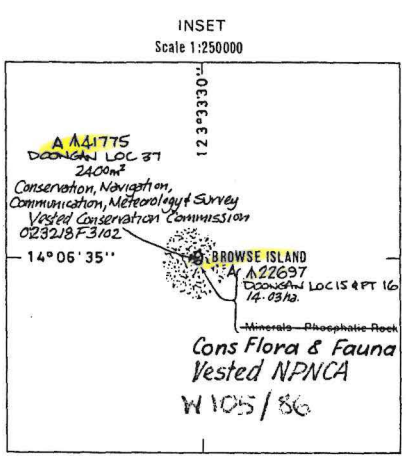 INSET
Scale 1:250000
123°33'30"
A 41775
DOONGAN LOC 37
2400m²
Conservation, Navigation,
Communication, Meteorology & Survey
Vested Conservation Commission
023218F3102
14°06'35"
BROWSE ISLAND
A 22697
DOONGAN LOC 15 & PT 16
14.03ha.
Minerals - Phosphatic Rock
Cons Flora & Fauna
Vested NPNCA
W 105/86